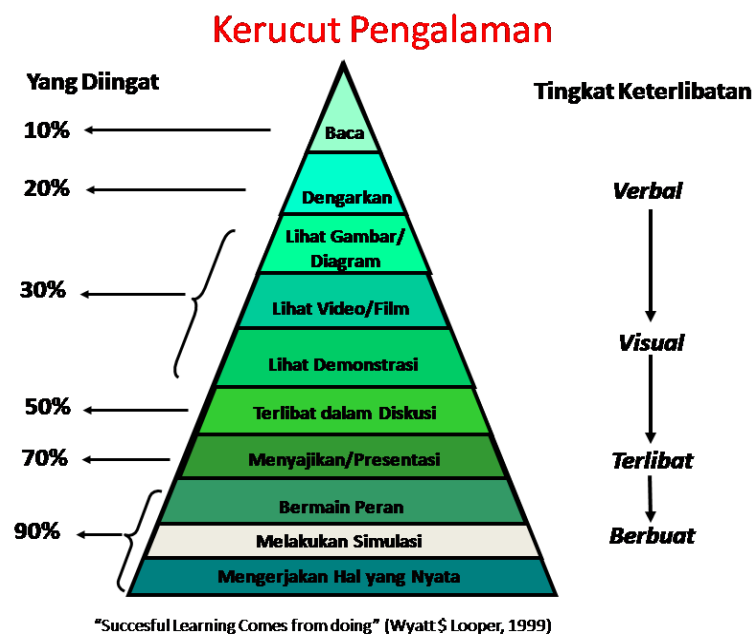 Kerucut Pengalaman
Yang Diingat
Tingkat Keterlibatan
10%
Baca
20%
Dengarkan
Verbal
30%
Lihat Gambar/
Diagram
Lihat Video/Film
Visual
Lihat Demonstrasi
50%
Terlibat dalam Diskusi
70%
Menyajikan/Presentasi
Terlibat
90%
Bermain Peran
Melakukan Simulasi
Berbuat
Mengerjakan Hal yang Nyata
“Succesful Learning Comes from doing” (Wyatt $ Looper, 1999)